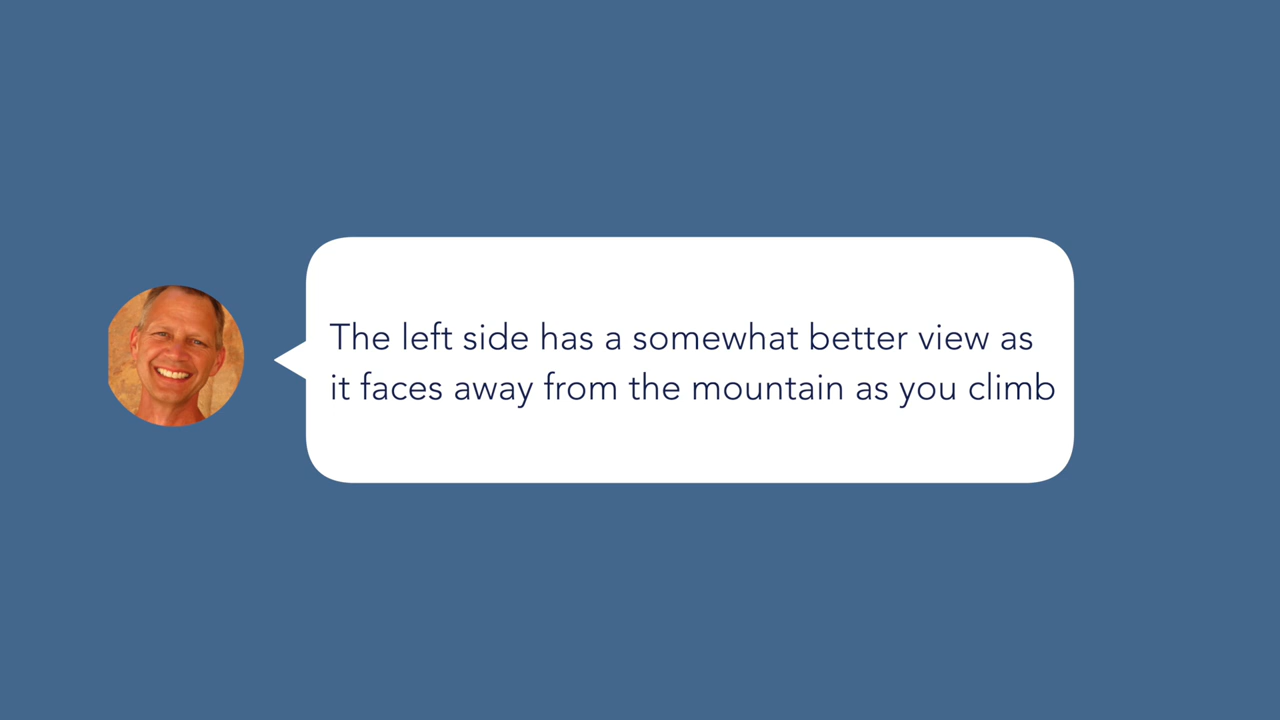 The left side has a somewhat better view as
it faces away from the mountain as you climb